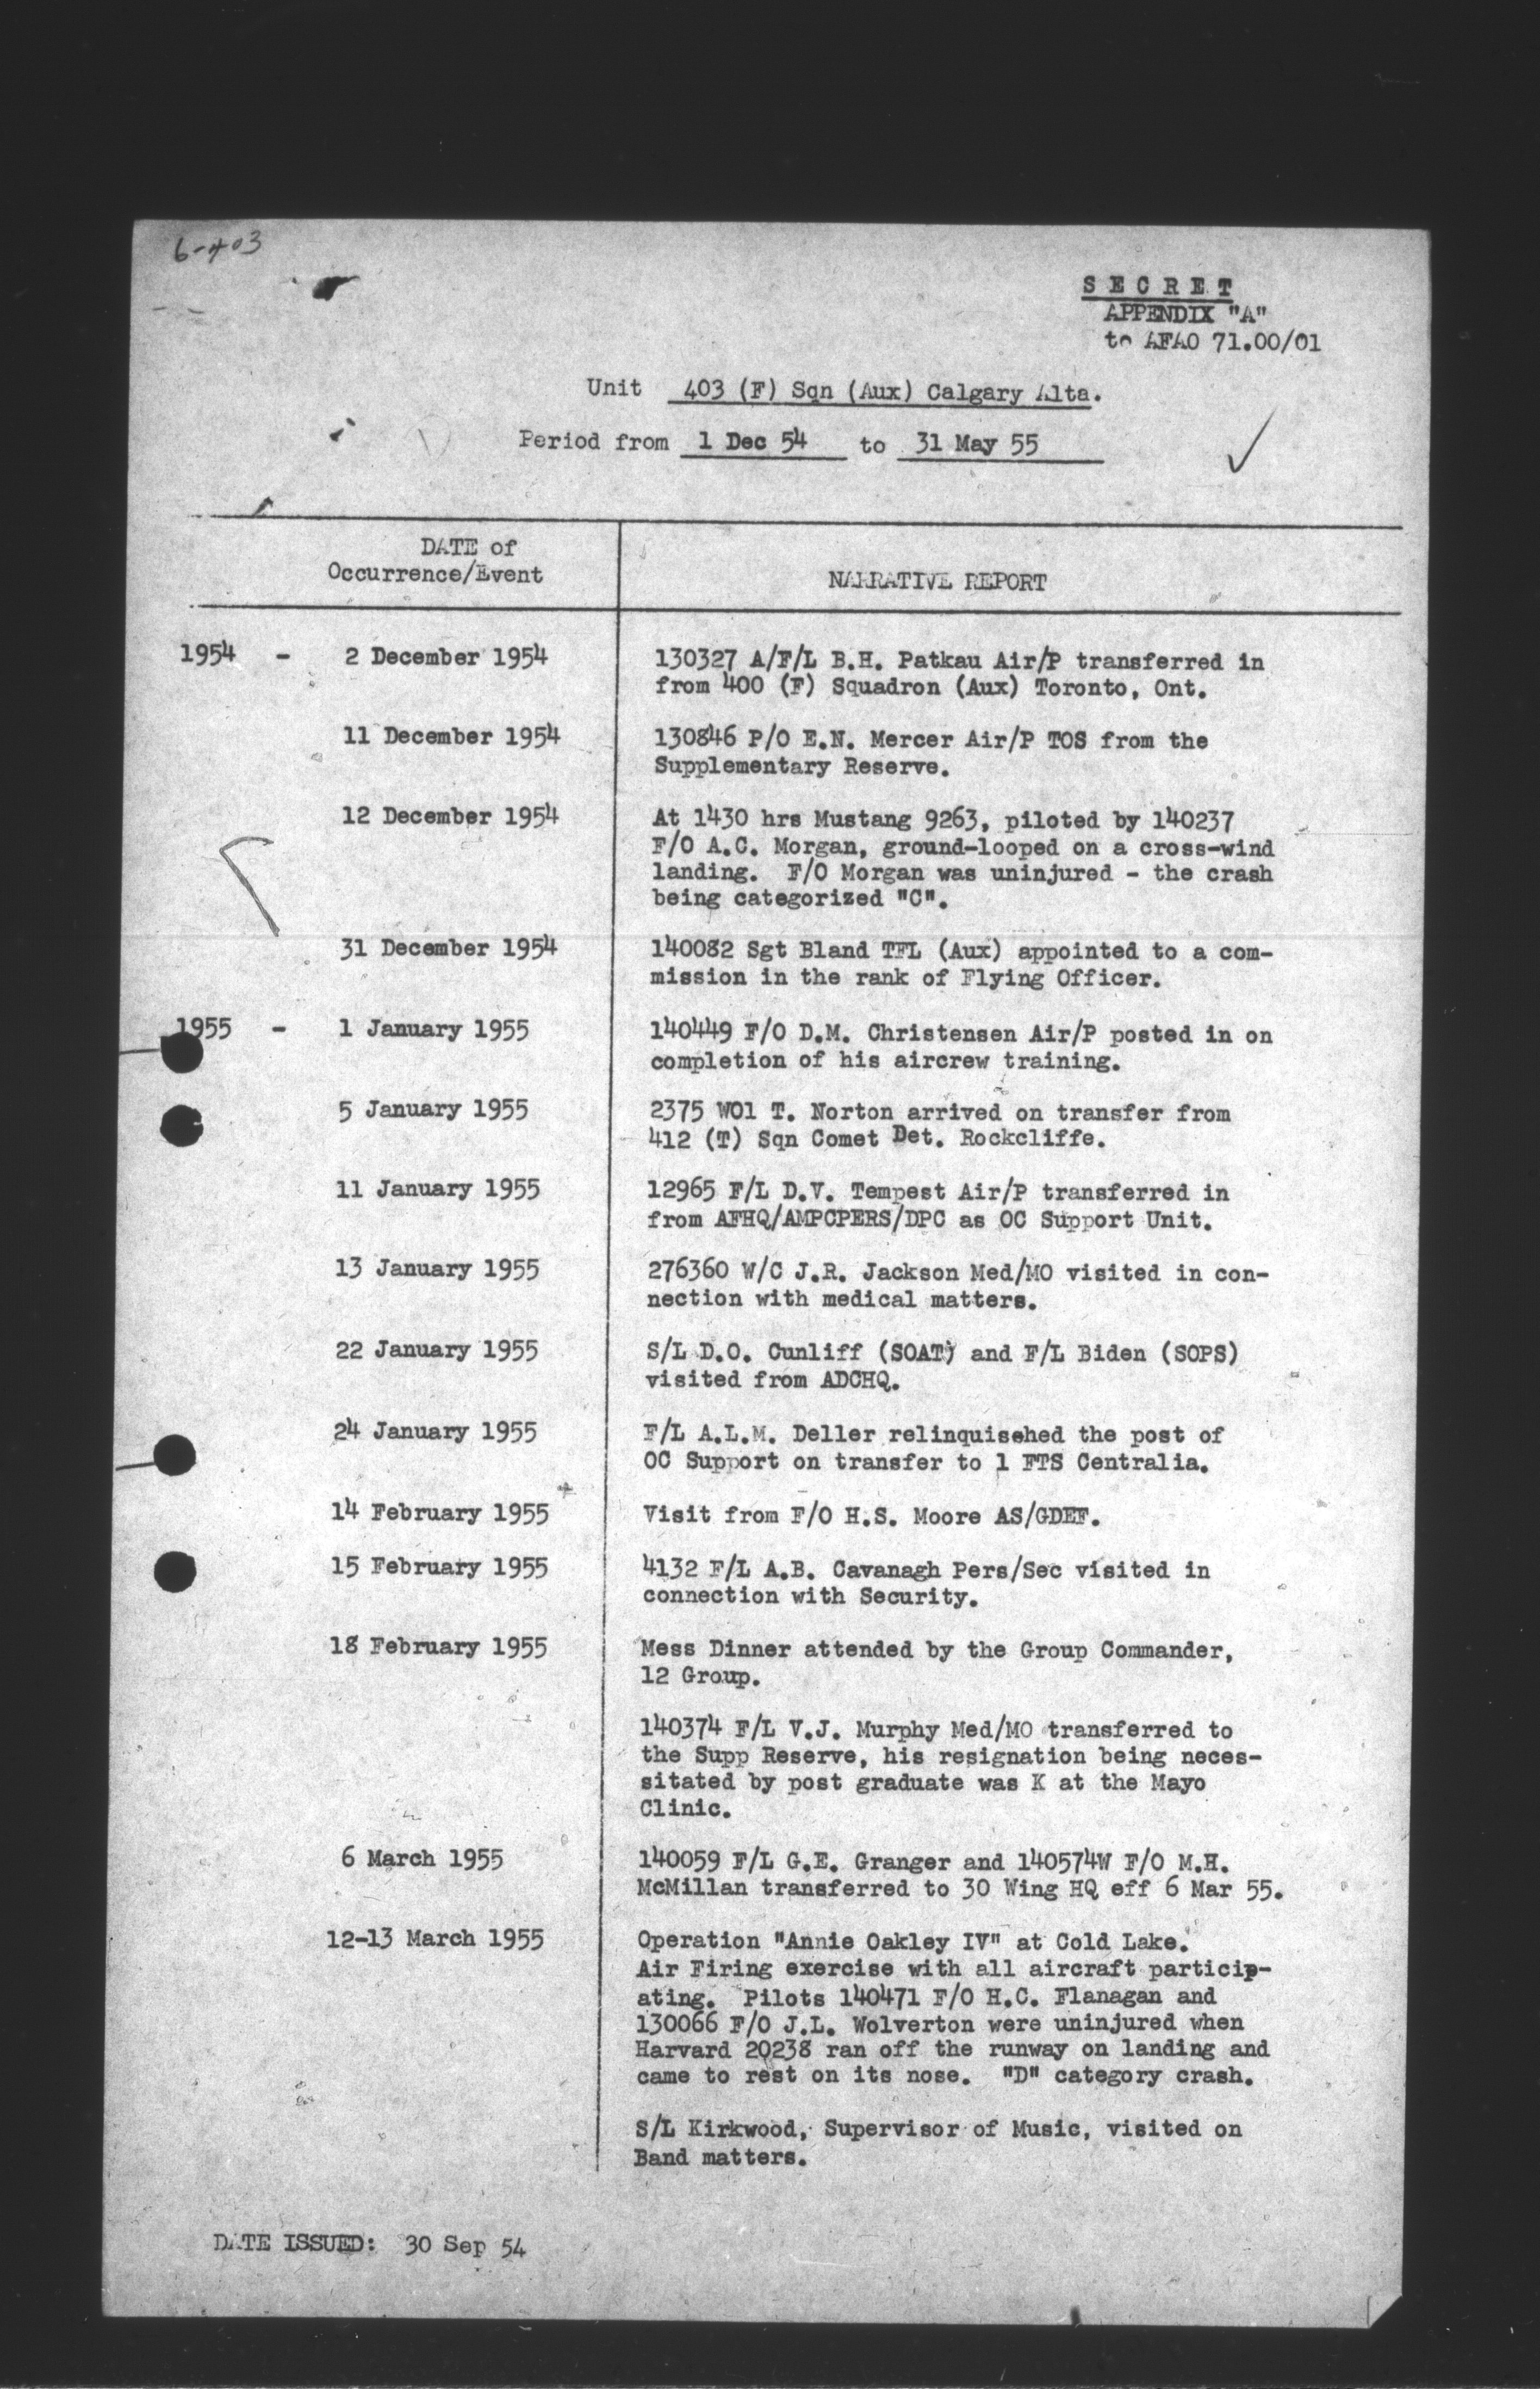 6-403
S E C R E T
APPENDIX "A"
to AFAO 71.00/01
Unit 403 (F) Sqn (Aux) Calgary Alta.
Period from 1 Dec 54 to 31 May 55
DATE of
Occurrence/Event
NARRATIVE REPORT
1954 - 2 December 1954
130327 A/F/L B.H. Patkau Air/P transferred in
from 400 (F) Squadron (Aux) Toronto, Ont.
11 December 1954
130846 P/O E.N. Mercer Air/P TOS from the
Supplementary Reserve.
12 December 1954
At 1430 hrs Mustang 9263, piloted by 140237
F/O A.C. Morgan, ground-looped on a cross-wind
landing. F/O Morgan was uninjured - the crash
being categorized "C".
31 December 1954
140082 Sgt Bland TFL (Aux) appointed to a com-
mission in the rank of Flying Officer.
1955 - 1 January 1955
140449 F/O D.M. Christensen Air/P posted in on
completion of his aircrew training.
5 January 1955
2375 WO1 T. Norton arrived on transfer from
412 (T) Sqn Comet Det. Rockcliffe.
11 January 1955
12965 F/L D.V. Tempest Air/P transferred in
from AFHQ/AMPCPERS/DPC as OC Support Unit.
13 January 1955
276360 W/C J.R. Jackson Med/MO visited in con-
nection with medical matters.
22 January 1955
S/L D.O. Cunliff (SOAT) and F/L Biden (SOPS)
visited from ADCHQ.
24 January 1955
F/L A.L.M. Deller relinquisehed the post of
OC Support on transfer to 1 FTS Centralia.
14 February 1955
Visit from F/O H.S. Moore AS/GDEF.
15 February 1955
4132 F/L A.B. Cavanagh Pers/Sec visited in
connection with Security.
18 February 1955
Mess Dinner attended by the Group Commander,
12 Group.
140374 F/L V.J. Murphy Med/MO transferred to
the Supp Reserve, his resignation being neces-
sitated by post graduate was K at the Mayo
Clinic.
6 March 1955
140059 F/L G.E. Granger and 140574W F/O M.H.
McMillan transferred to 30 Wing HQ eff 6 Mar 55.
12-13 March 1955
Operation "Annie Oakley IV" at Cold Lake.
Air Firing exercise with all aircraft particip-
ating. Pilots 140471 F/O H.C. Flanagan and
130066 F/O J.L. Wolverton were uninjured when
Harvard 20238 ran off the runway on landing and
came to rest on its nose. "D" category crash.
S/L Kirkwood, Supervisor of Music, visited on
Band matters.
DATE ISSUED: 30 Sep 54